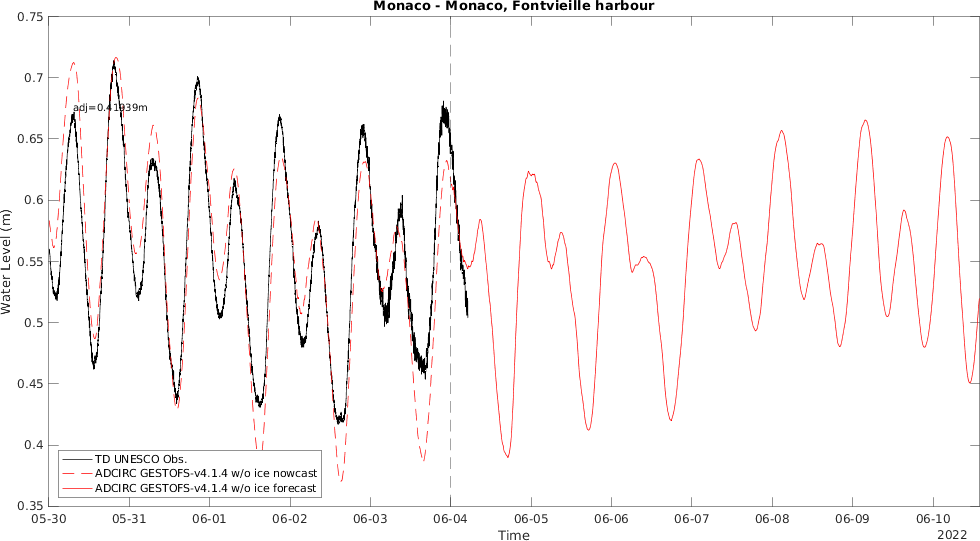 Monaco - Monaco, Fontvieille harbour
0.75
0.7
0.65
0.6
0.55
0.5
0.45
0.4
0.35
Water Level (m)
adj=0.41939m
TD UNESCO Obs.
ADCIRC GESTOFS-v4.1.4 w/o ice nowcast
ADCIRC GESTOFS-v4.1.4 w/o ice forecast
05-30 05-31 06-01 06-02 06-03 06-04 06-05 06-06 06-07 06-08 06-09 06-10
Time
2022